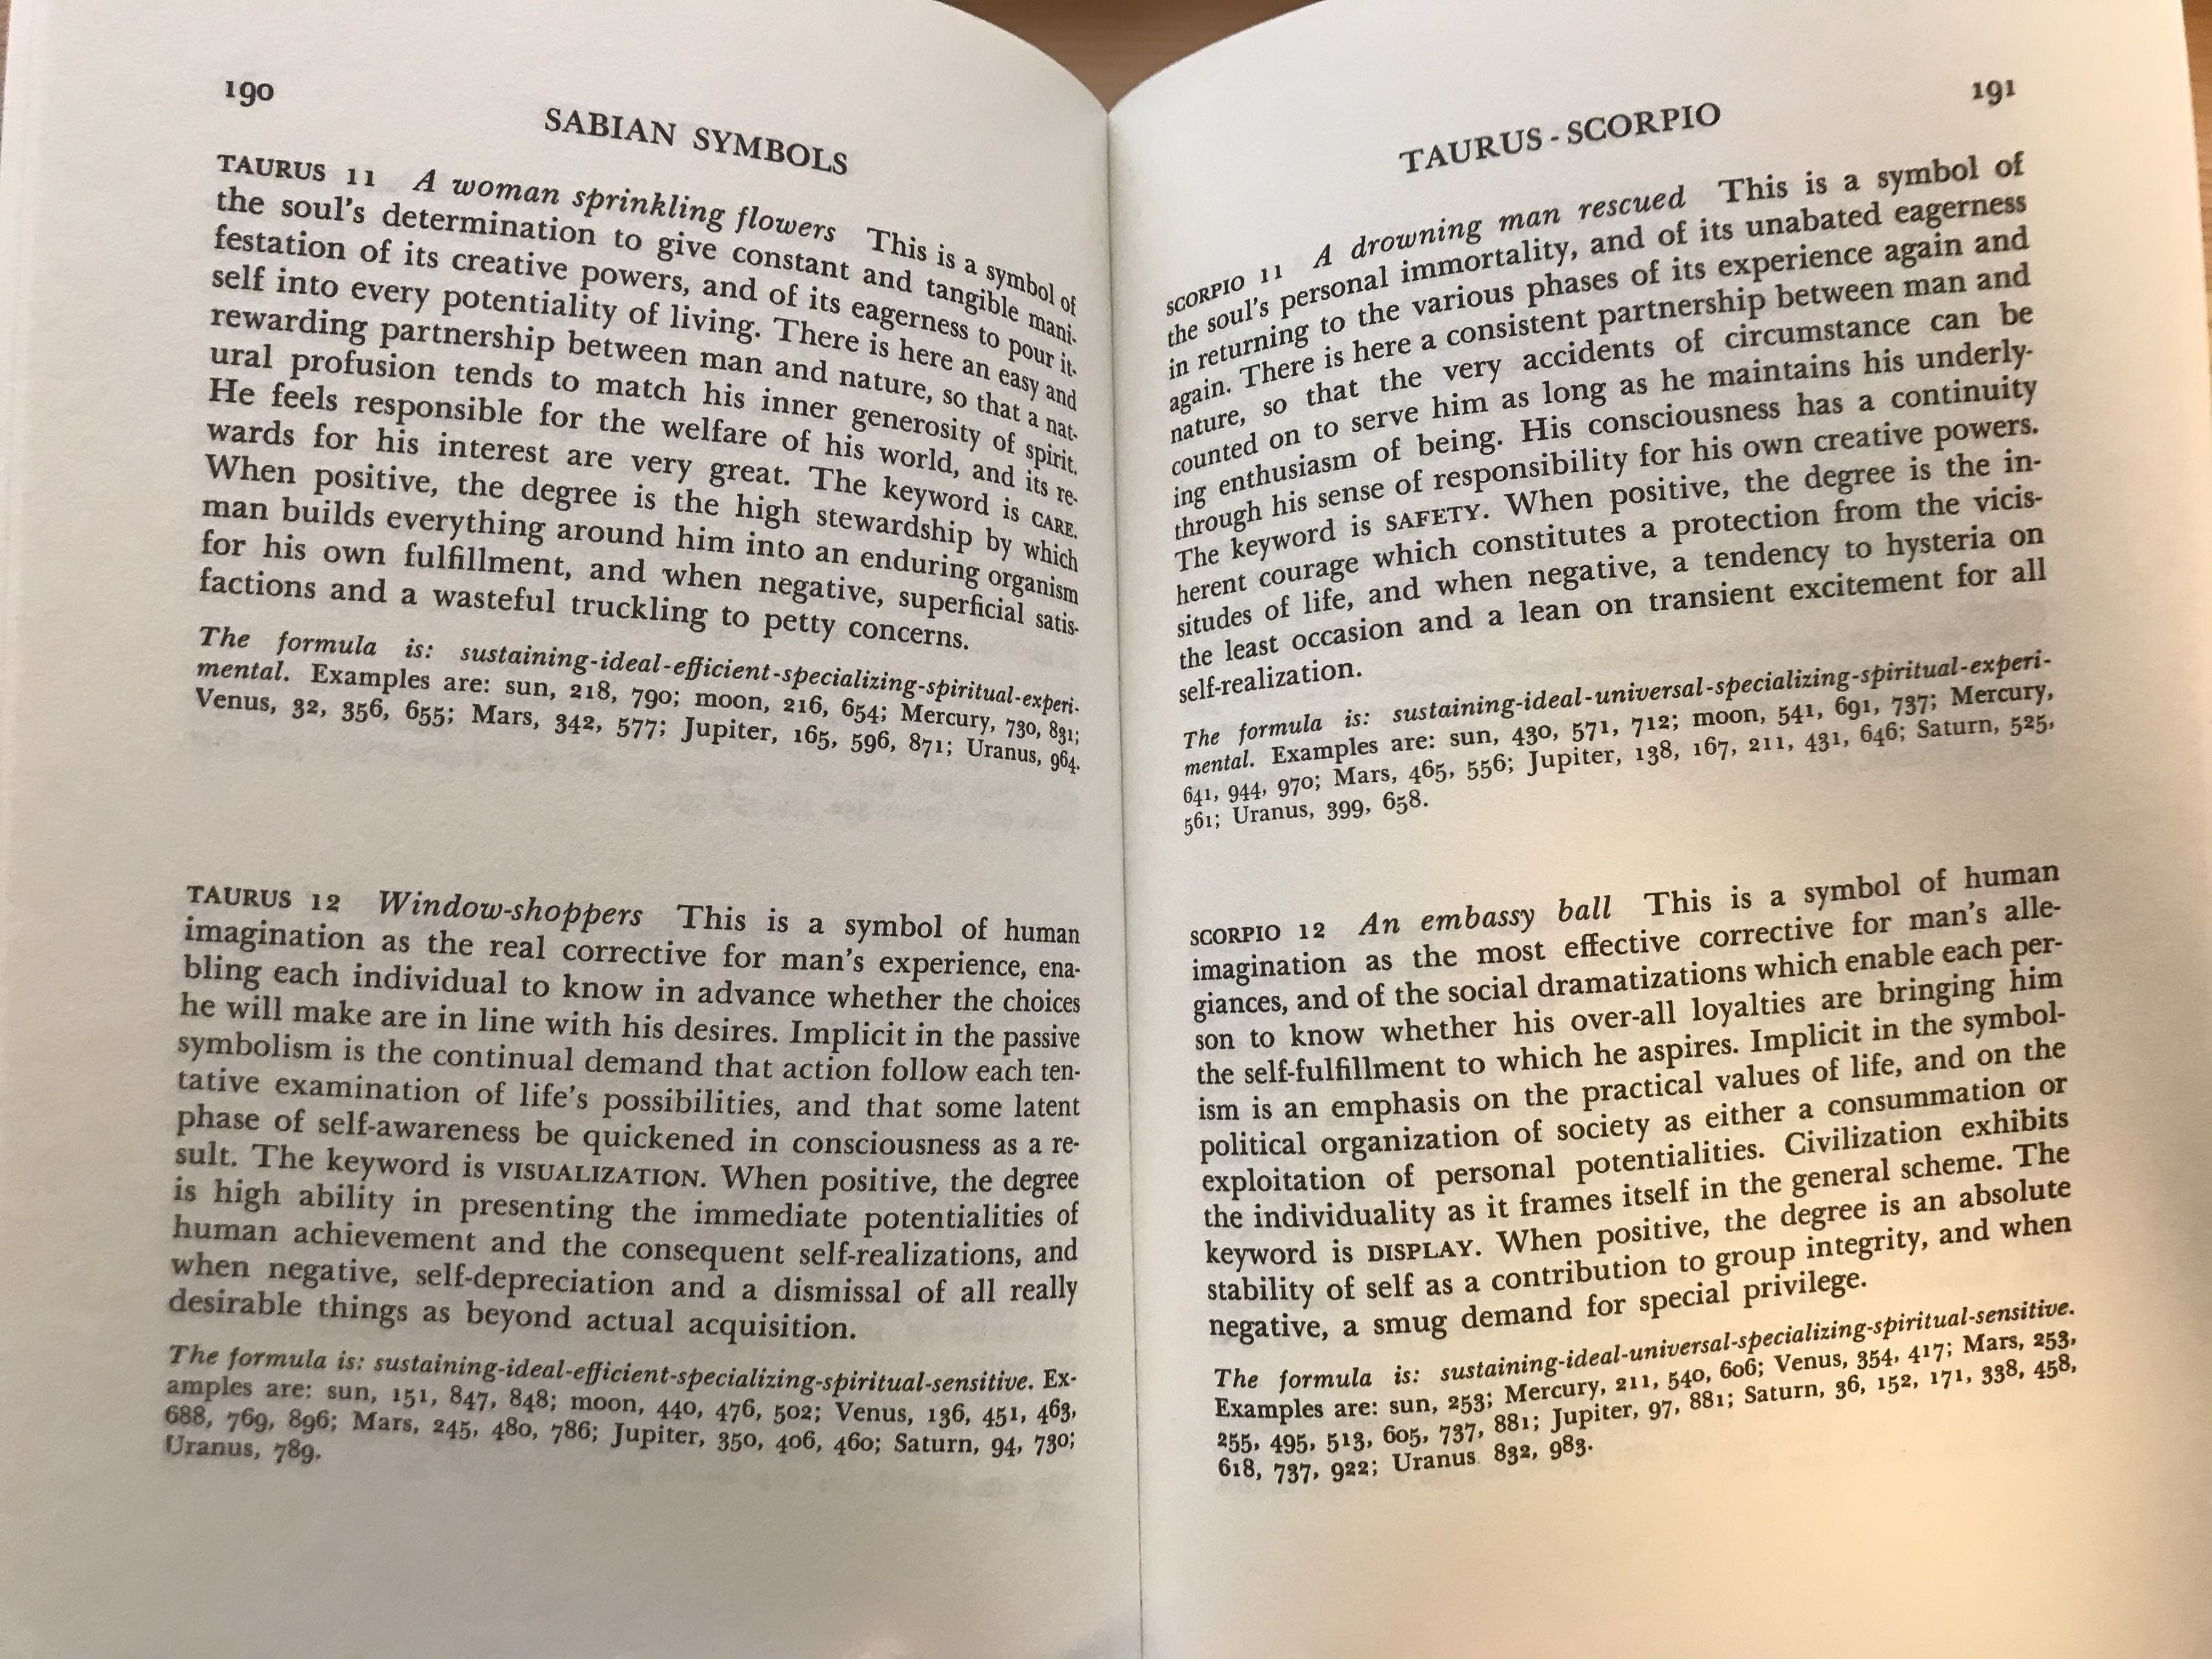 190
SABIAN SYMBOLS
TAURUS 11 A woman sprinkling flowers This is a symbol of
the soul's determination to give constant and tangible mani-
festation of its creative powers, and of its eagerness to pour it-
self into every potentiality of living. There is here an easy and
rewarding partnership between man and nature, so that a nat-
ural profusion tends to match his inner generosity of spirit.
He feels responsible for the welfare of his world, and its re-
wards for his interest are very great. The keyword is CARE.
When positive, the degree is the high stewardship by which
man builds everything around him into an enduring organism
for his own fulfillment, and when negative, superficial satis-
factions and a wasteful truckling to petty concerns.
The formula is: sustaining-ideal-efficient-specializing-spiritual-experi-
mental. Examples are: sun, 218, 790; moon, 216, 654; Mercury, 730, 831;
Venus, 32, 356, 655; Mars, 342, 577; Jupiter, 165, 596, 871; Uranus, 964.
TAURUS 12 Window-shoppers This is a symbol of human
imagination as the real corrective for man's experience, ena-
bling each individual to know in advance whether the choices
he will make are in line with his desires. Implicit in the passive
symbolism is the continual demand that action follow each ten-
tative examination of life's possibilities, and that some latent
phase of self-awareness be quickened in consciousness as a re-
sult. The keyword is VISUALIZATION. When positive, the degree
is high ability in presenting the immediate potentialities of
human achievement and the consequent self-realizations, and
when negative, self-depreciation and a dismissal of all really
desirable things as beyond actual acquisition.
The formula is: sustaining-ideal-efficient-specializing-spiritual-sensitive. Ex-
amples are: sun, 151, 847, 848; moon, 440, 476, 502; Venus, 136, 451, 463,
688, 769, 896; Mars, 245, 480, 786; Jupiter, 350, 406, 460; Saturn, 94, 730;
Uranus, 789.
191
TAURUS-SCORPIO
SCORPIO 11 A drowning man rescued This is a symbol of
the soul's personal immortality, and of its unabated eagerness
in returning to the various phases of its experience again and
again. There is here a consistent partnership between man and
nature, so that the very accidents of circumstance can be
counted on to serve him as long as he maintains his underly-
ing enthusiasm of being. His consciousness has a continuity
through his sense of responsibility for his own creative powers.
The keyword is SAFETY. When positive, the degree is the in-
herent courage which constitutes a protection from the vicis-
situdes of life, and when negative, a tendency to hysteria on
the least occasion and a lean on transient excitement for all
self-realization.
The formula is: sustaining-ideal-universal-specializing-spiritual-experi-
mental. Examples are: sun, 430, 571, 712; moon, 541, 691, 737; Mercury,
641, 944, 970; Mars, 465, 556; Jupiter, 138, 167, 211, 431, 646; Saturn, 525,
561; Uranus, 399, 658.
SCORPIO 12 An embassy ball This is a symbol of human
imagination as the most effective corrective for man's alle-
giances, and of the social dramatizations which enable each per-
son to know whether his over-all loyalties are bringing him
the self-fulfillment to which he aspires. Implicit in the symbol-
ism is an emphasis on the practical values of life, and on the
political organization of society as either a consummation or
exploitation of personal potentialities. Civilization exhibits
the individuality as it frames itself in the general scheme. The
keyword is DISPLAY. When positive, the degree is an absolute
stability of self as a contribution to group integrity, and when
negative, a smug demand for special privilege.
The formula is: sustaining-ideal-universal-specializing-spiritual-sensitive.
Examples are: sun, 253; Mercury, 211, 540, 606; Venus, 354, 417; Mars, 253,
255, 495, 513, 605, 737, 881; Jupiter, 97, 881; Saturn, 36, 152, 171, 338, 458,
618, 737, 922; Uranus 832, 983.